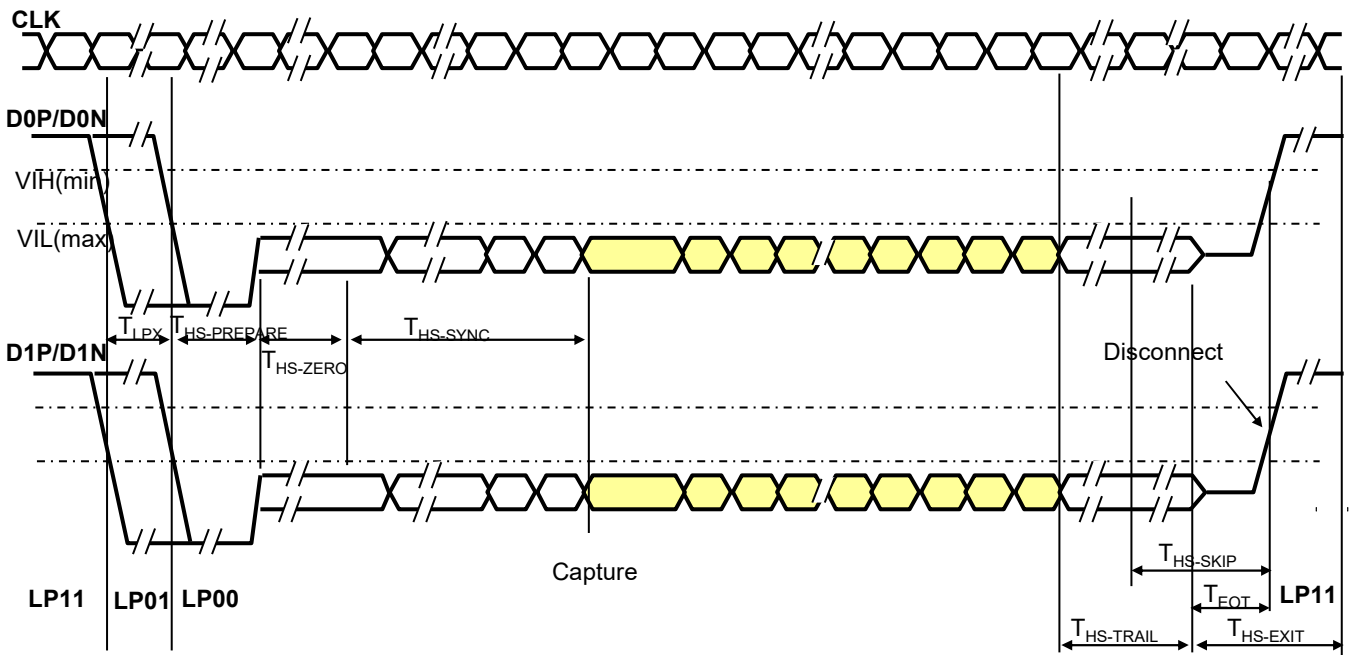 CLK
D0P/D0N
VIH(min)
VIL(max)
TLPX
THS-PREPARE
THS-SYNC
THS-ZERO
D1P/D1N
Disconnect
Capture
THS-SKIP
LP11
LP01
LP00
TEOT
LP11
THS-TRAIL
THS-EXIT